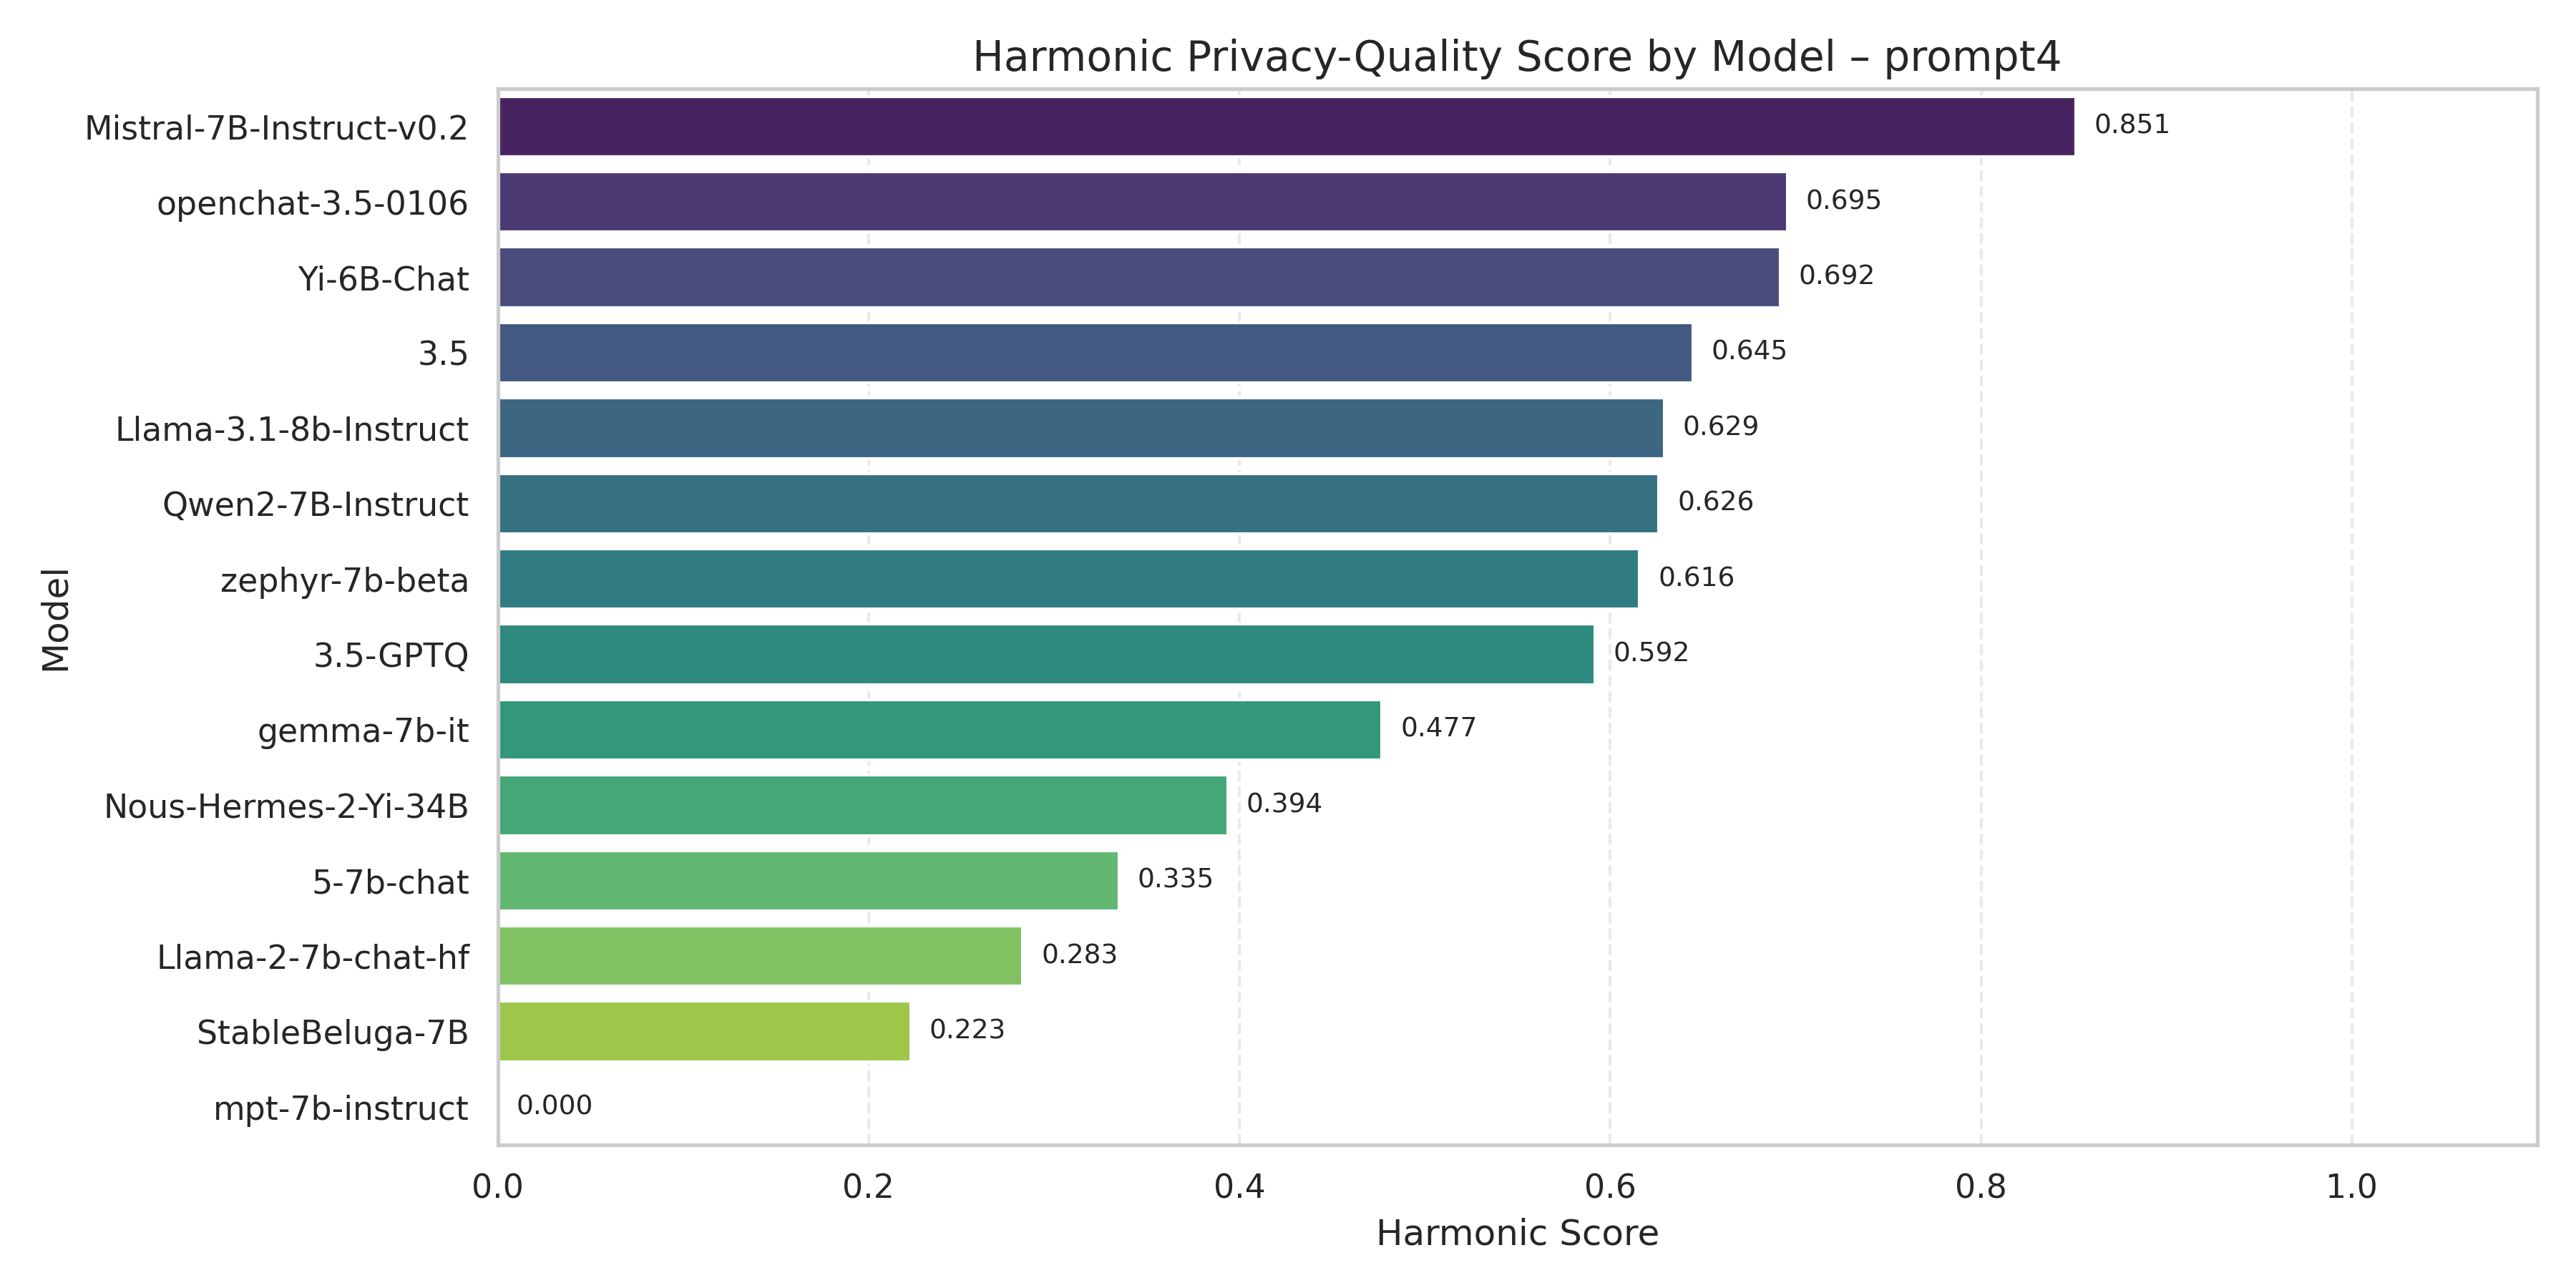 Harmonic Privacy-Quality Score by Model – prompt4
Model
Mistral-7B-Instruct-v0.2 0.851
openchat-3.5-0106 0.695
Yi-6B-Chat 0.692
3.5 0.645
Llama-3.1-8b-Instruct 0.629
Qwen2-7B-Instruct 0.626
zephyr-7b-beta 0.616
3.5-GPTQ 0.592
gemma-7b-it 0.477
Nous-Hermes-2-Yi-34B 0.394
5-7b-chat 0.335
Llama-2-7b-chat-hf 0.283
StableBeluga-7B 0.223
mpt-7b-instruct 0.000
0.0 0.2 0.4 0.6 0.8 1.0
Harmonic Score